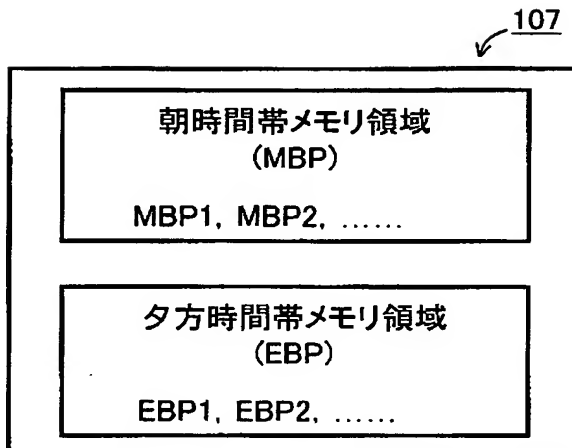 107
朝時間帯メモリ領域
(MBP)
MBP1, MBP2, ......
夕方時間帯メモリ領域
(EBP)
EBP1, EBP2, ......